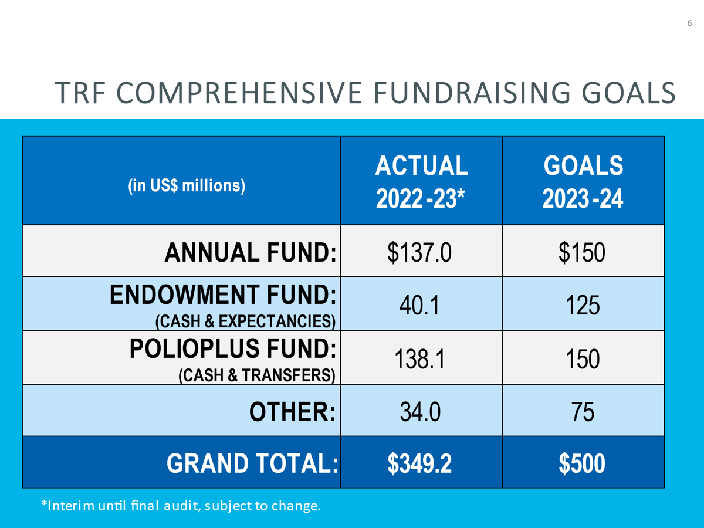 6
TRF COMPREHENSIVE FUNDRAISING GOALS
(in US$ millions) ACTUAL 2022-23* GOALS 2023-24
ANNUAL FUND: $137.0 $150
ENDOWMENT FUND: 40.1 125
(CASH & EXPECTANCIES)
POLIOPLUS FUND: 138.1 150
(CASH & TRANSFERS)
OTHER: 34.0 75
GRAND TOTAL: $349.2 $500
*Interim until final audit, subject to change.